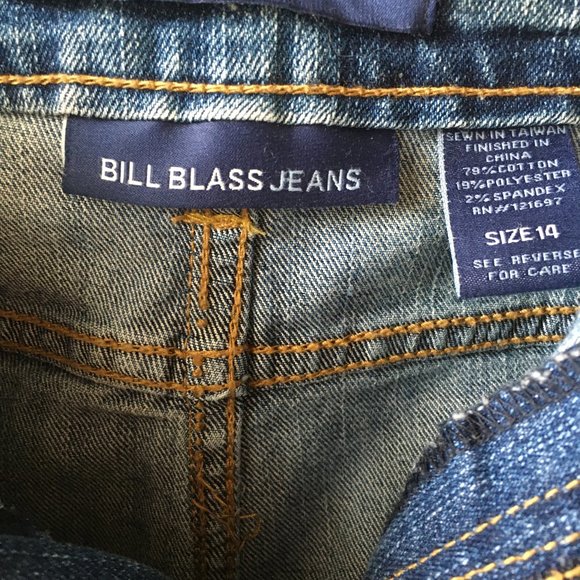 BILL BLASS JEANS
SEWN IN TAIWAN
FINISHED IN
CHINA
79% COTTON
19% POLYESTER
2% SPANDEX
RN# 121697
SIZE 14
SEE REVERSE
FOR CARE